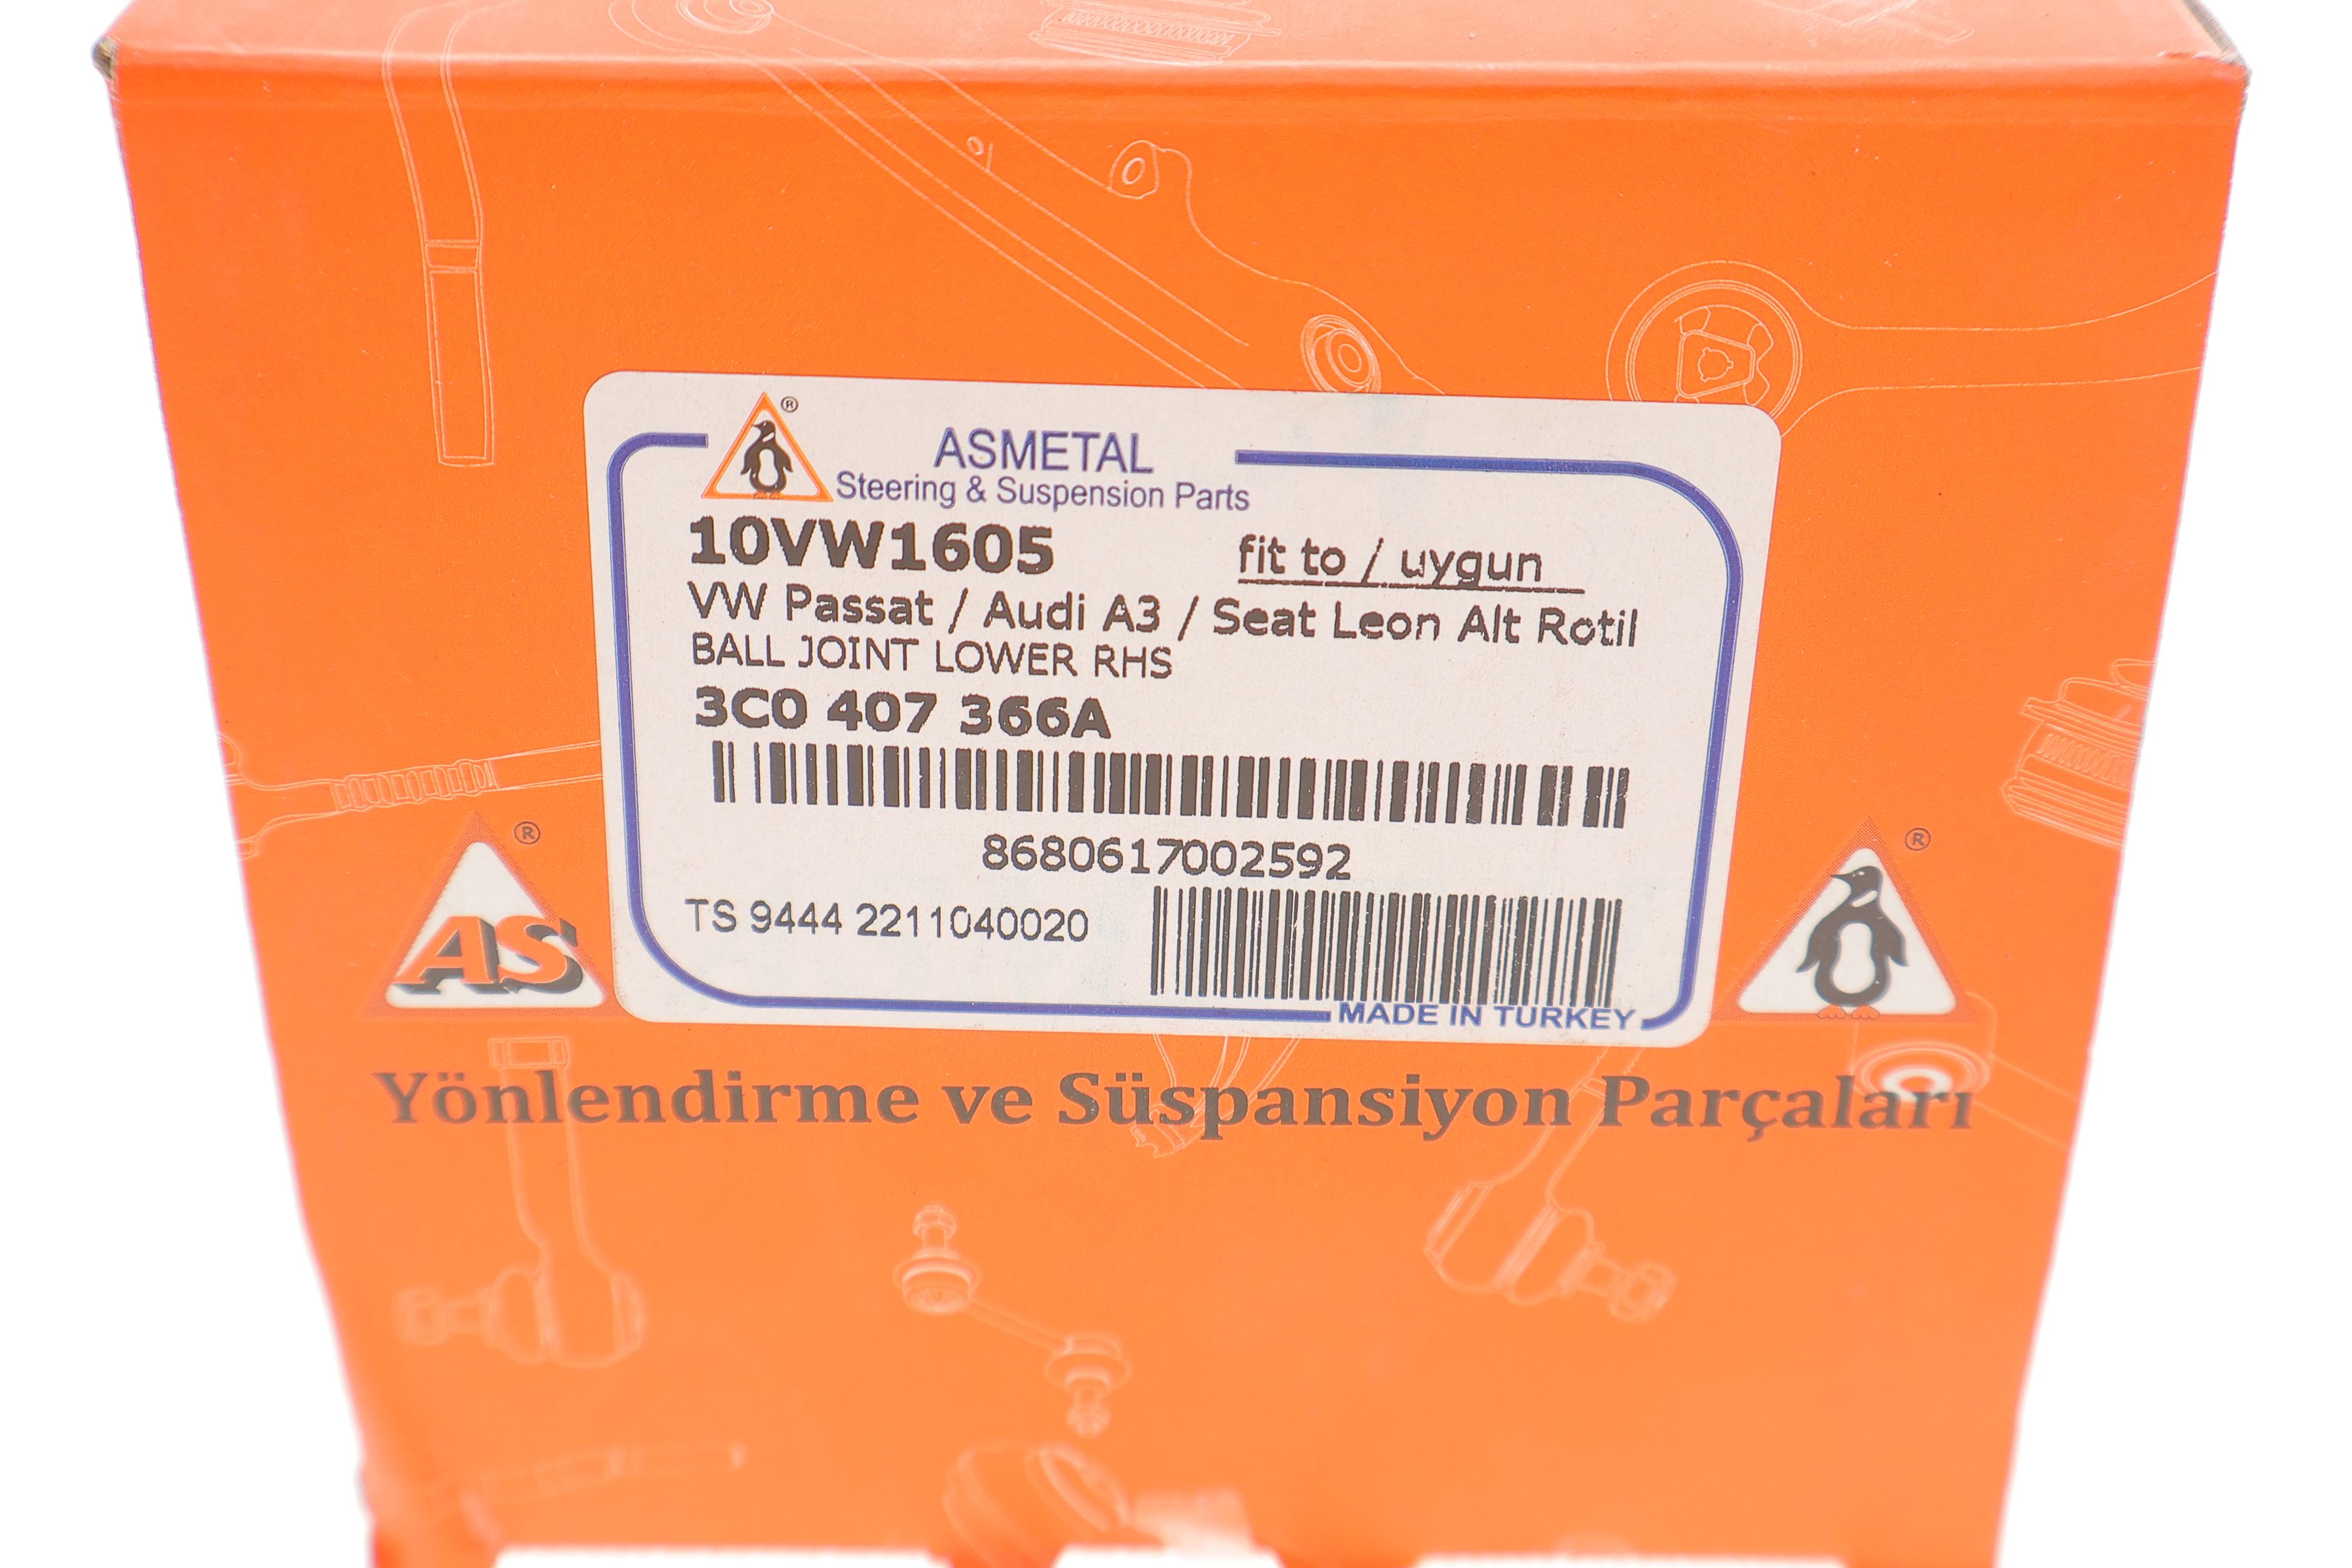 ®
ASMETAL
Steering & Suspension Parts
10VW1605 fit to / uygun
VW Passat / Audi A3 / Seat Leon Alt Rotil
BALL JOINT LOWER RHS
3C0 407 366A
8680617002592
TS 9444 2211040020
MADE IN TURKEY
AS ®
®
Yönlendirme ve Süspansiyon Parçaları